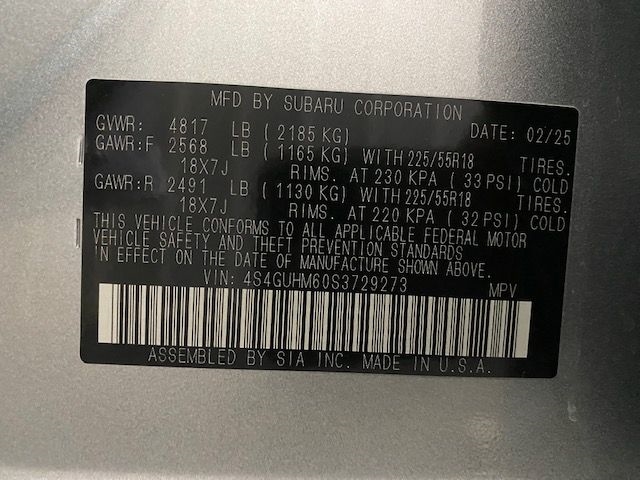 MFD BY SUBARU CORPORATION
GVWR: 4817 LB ( 2185 KG) DATE: 02/25
GAWR:F 2568 LB ( 1165 KG) WITH 225/55R18 TIRES.
18X7J RIMS. AT 230 KPA ( 33 PSI) COLD
GAWR:R 2491 LB ( 1130 KG) WITH 225/55R18 TIRES.
18X7J RIMS. AT 220 KPA ( 32 PSI) COLD
THIS VEHICLE CONFORMS TO ALL APPLICABLE FEDERAL MOTOR
VEHICLE SAFETY AND THEFT PREVENTION STANDARDS
IN EFFECT ON THE DATE OF MANUFACTURE SHOWN ABOVE.
VIN: 4S4GUHM60S3729273 MPV
ASSEMBLED BY SIA INC. MADE IN U.S.A.